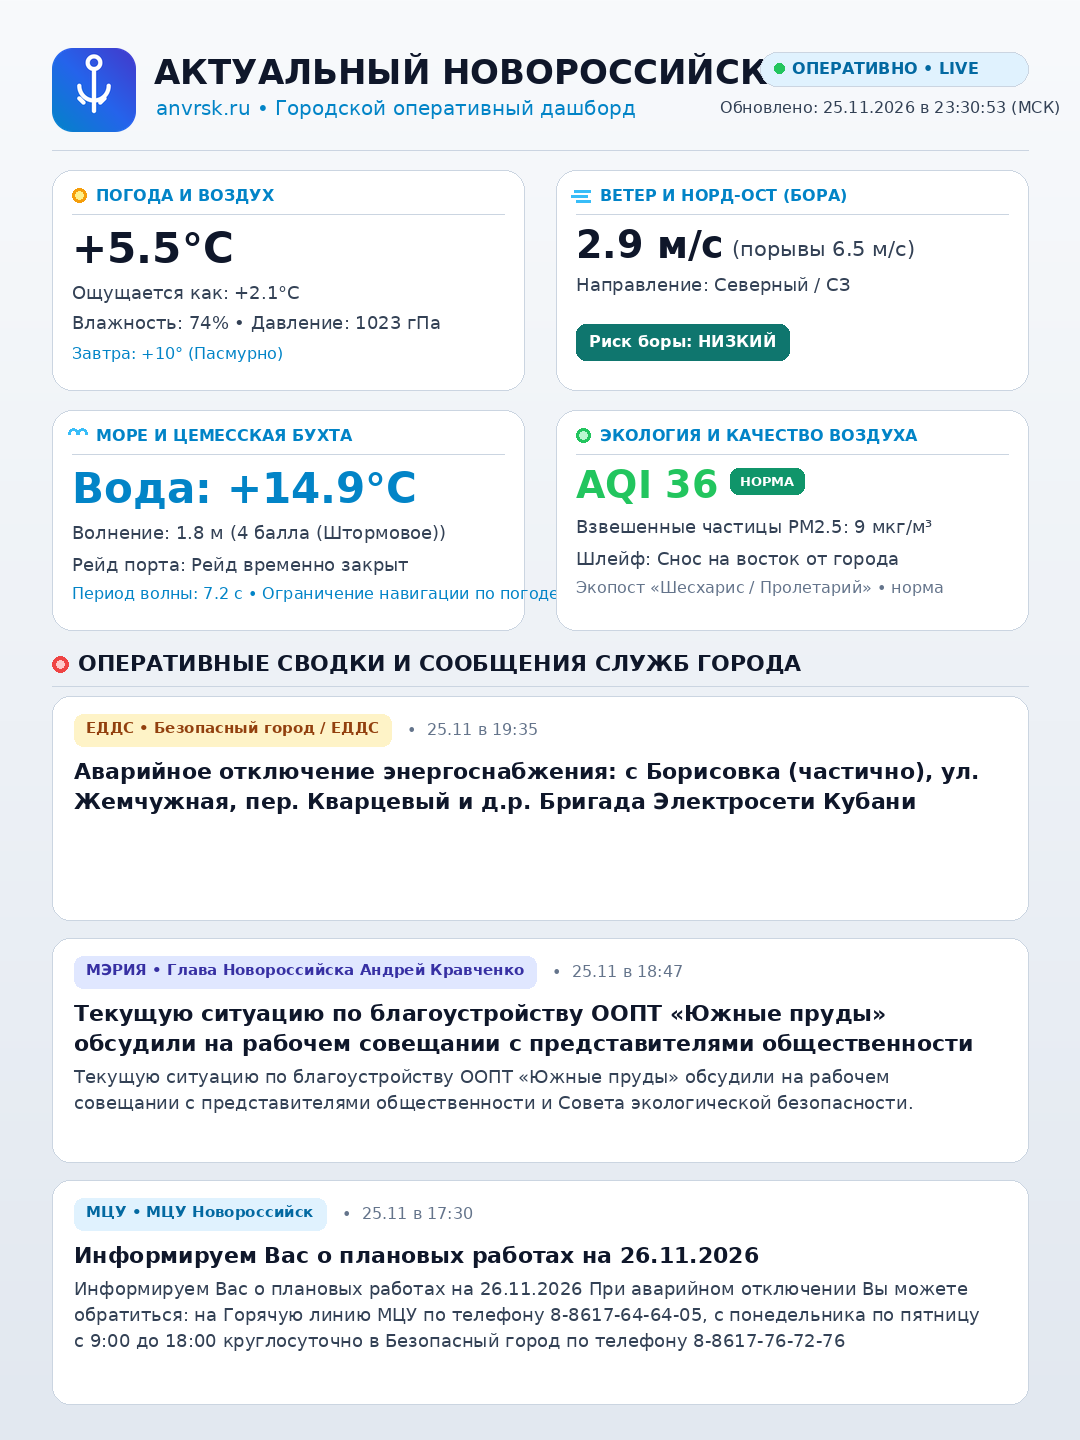 АКТУАЛЬНЫЙ НОВОРОССИЙСК
ОПЕРАТИВНО • LIVE
anvrsk.ru • Городской оперативный дашборд
Обновлено: 25.11.2026 в 23:30:53 (МСК)
ПОГОДА И ВОЗДУХ
+5.5°C
Ощущается как: +2.1°C
Влажность: 74% • Давление: 1023 гПа
Завтра: +10° (Пасмурно)
ВЕТЕР И НОРД-ОСТ (БОРА)
2.9 м/с (порывы 6.5 м/с)
Направление: Северный / СЗ
Риск боры: НИЗКИЙ
МОРЕ И ЦЕМЕССКАЯ БУХТА
Вода: +14.9°C
Волнение: 1.8 м (4 балла (Штормовое))
Рейд порта: Рейд временно закрыт
Период волны: 7.2 с • Ограничение навигации по погоде
ЭКОЛОГИЯ И КАЧЕСТВО ВОЗДУХА
AQI 36 НОРМА
Взвешенные частицы PM2.5: 9 мкг/м³
Шлейф: Снос на восток от города
Экопост «Шесхарис / Пролетарий» • норма
ОПЕРАТИВНЫЕ СВОДКИ И СООБЩЕНИЯ СЛУЖБ ГОРОДА
ЕДДС • Безопасный город / ЕДДС • 25.11 в 19:35
Аварийное отключение энергоснабжения: с Борисовка (частично), ул.
Жемчужная, пер. Кварцевый и д.р. Бригада Электросети Кубани
МЭРИЯ • Глава Новороссийска Андрей Кравченко • 25.11 в 18:47
Текущую ситуацию по благоустройству ООПТ «Южные пруды»
обсудили на рабочем совещании с представителями общественности
Текущую ситуацию по благоустройству ООПТ «Южные пруды» обсудили на рабочем
совещании с представителями общественности и Совета экологической безопасности.
МЦУ • МЦУ Новороссийск • 25.11 в 17:30
Информируем Вас о плановых работах на 26.11.2026
Информируем Вас о плановых работах на 26.11.2026 При аварийном отключении Вы можете
обратиться: на Горячую линию МЦУ по телефону 8-8617-64-64-05, с понедельника по пятницу
с 9:00 до 18:00 круглосуточно в Безопасный город по телефону 8-8617-76-72-76